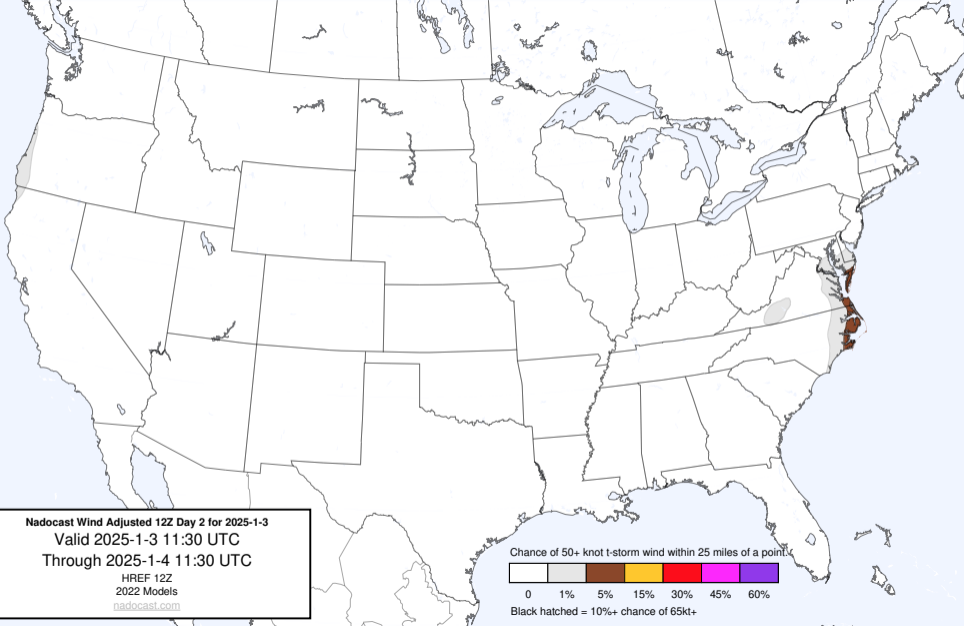 Nadocast Wind Adjusted 12Z Day 2 for 2025-1-3
Valid 2025-1-3 11:30 UTC
Through 2025-1-4 11:30 UTC
HREF 12Z
2022 Models
nadocast.com
Chance of 50+ knot t-storm wind within 25 miles of a point.
0 1% 5% 15% 30% 45% 60%
Black hatched = 10%+ chance of 65kt+